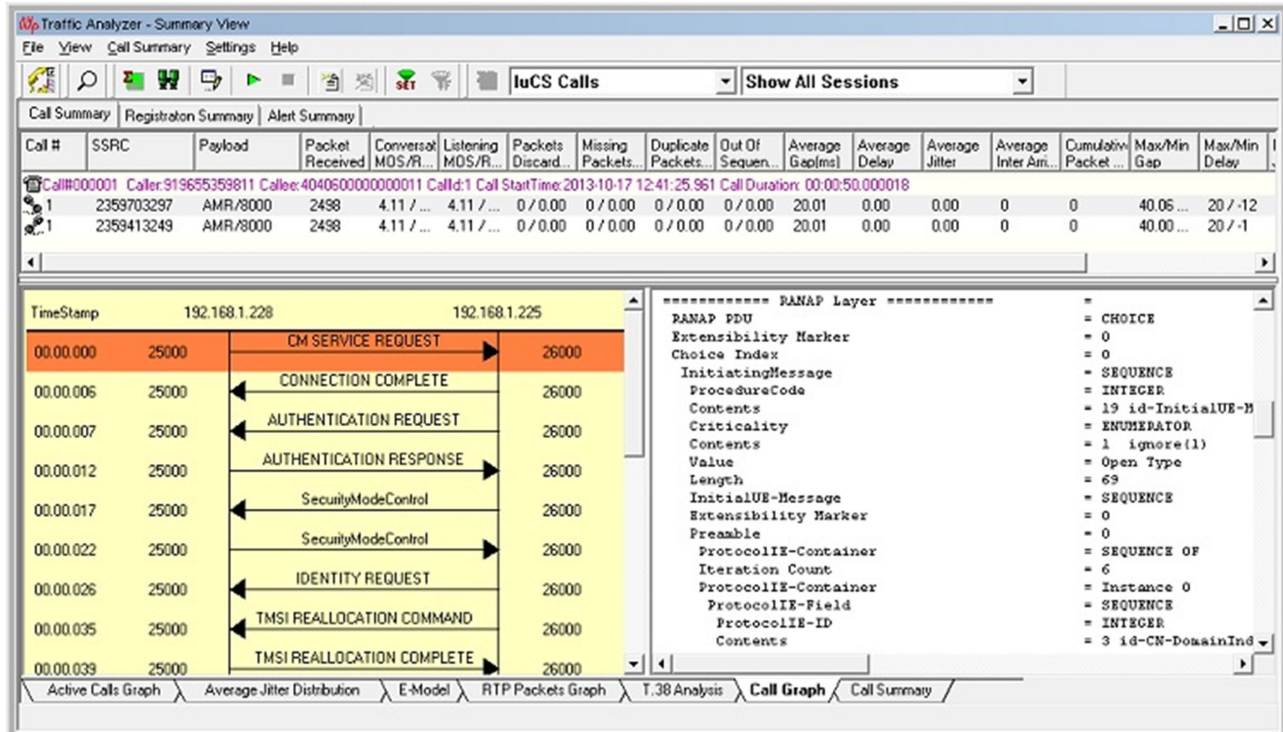 Traffic Analyzer - Summary View
File View Call Summary Settings Help
SET IuCS Calls Show All Sessions
Call Summary Registraton Summary Alert Summary
Call # SSRC Payload Packet Received Conversat MOS/R... Listening MOS/R... Packets Discard... Missing Packets... Duplicate Packets... Out Of Sequen... Average Gap(ms) Average Delay Average Jitter Average Inter Arri... Cumulativ Packet ... Max/Min Gap Max/Min Delay
Call#000001 Caller:919655359811 Callee:4040600000000011 CallId:1 Call StartTime:2013-10-17 12:41:25.961 Call Duration: 00:00:50.000018
1 2359703297 AMR/8000 2498 4.11 / ... 4.11 / ... 0 / 0.00 0 / 0.00 0 / 0.00 0 / 0.00 20.01 0.00 0.00 0 0 40.06 ... 20 / -12
1 2359413249 AMR/8000 2498 4.11 / ... 4.11 / ... 0 / 0.00 0 / 0.00 0 / 0.00 0 / 0.00 20.01 0.00 0.00 0 0 40.00 ... 20 / -1
TimeStamp 192.168.1.228 192.168.1.225
00.00.000 25000 CM SERVICE REQUEST 26000
00.00.006 25000 CONNECTION COMPLETE 26000
00.00.007 25000 AUTHENTICATION REQUEST 26000
00.00.012 25000 AUTHENTICATION RESPONSE 26000
00.00.017 25000 SecurityModeControl 26000
00.00.022 25000 SecurityModeControl 26000
00.00.026 25000 IDENTITY REQUEST 26000
00.00.035 25000 TMSI REALLOCATION COMMAND 26000
00.00.039 25000 TMSI REALLOCATION COMPLETE 26000
============ RANAP Layer ============ =
RANAP PDU = CHOICE
Extensibility Marker = 0
Choice Index = 0
InitiatingMessage = SEQUENCE
ProcedureCode = INTEGER
Contents = 19 id-InitialUE-M
Criticality = ENUMERATOR
Contents = 1 ignore(1)
Value = Open Type
Length = 69
InitialUE-Message = SEQUENCE
Extensibility Marker = 0
Preamble = 0
ProtocolIE-Container = SEQUENCE OF
Iteration Count = 6
ProtocolIE-Container = Instance 0
ProtocolIE-Field = SEQUENCE
ProtocolIE-ID = INTEGER
Contents = 3 id-CN-DomainInd
Active Calls Graph Average Jitter Distribution E-Model RTP Packets Graph T.38 Analysis Call Graph Call Summary